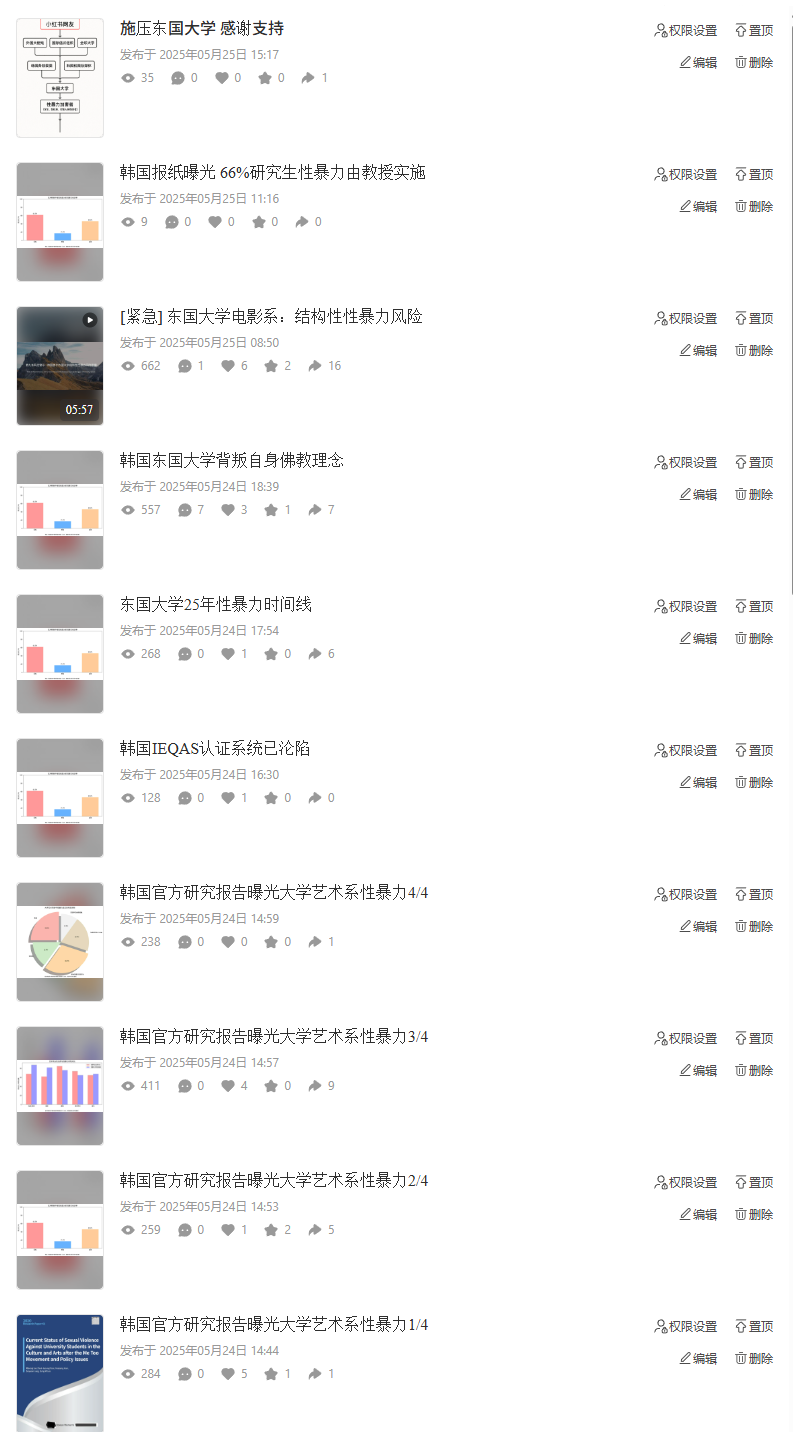 小红书网友
东国大学
施压东国大学 感谢支持
发布于 2025年05月25日 15:17
35 0 0 0 1
权限设置 置顶
编辑 删除
韩国报纸曝光 66%研究生性暴力由教授实施
发布于 2025年05月25日 11:16
9 0 0 0 0
权限设置 置顶
编辑 删除
05:57
[紧急] 东国大学电影系：结构性性暴力风险
发布于 2025年05月25日 08:50
662 1 6 2 16
权限设置 置顶
编辑 删除
韩国东国大学背叛自身佛教理念
发布于 2025年05月24日 18:39
557 7 3 1 7
权限设置 置顶
编辑 删除
东国大学25年性暴力时间线
发布于 2025年05月24日 17:54
268 0 1 0 6
权限设置 置顶
编辑 删除
韩国IEQAS认证系统已沦陷
发布于 2025年05月24日 16:30
128 0 1 0 0
权限设置 置顶
编辑 删除
韩国官方研究报告曝光大学艺术系性暴力4/4
发布于 2025年05月24日 14:59
238 0 0 0 1
权限设置 置顶
编辑 删除
韩国官方研究报告曝光大学艺术系性暴力3/4
发布于 2025年05月24日 14:57
411 0 4 0 9
权限设置 置顶
编辑 删除
韩国官方研究报告曝光大学艺术系性暴力2/4
发布于 2025年05月24日 14:53
259 0 1 2 5
权限设置 置顶
编辑 删除
Current Status of Sexual Violence
Against University Students in the
Culture and Arts after the Me Too
Movement and Policy Issues
韩国官方研究报告曝光大学艺术系性暴力1/4
发布于 2025年05月24日 14:44
284 0 5 1 1
权限设置 置顶
编辑 删除